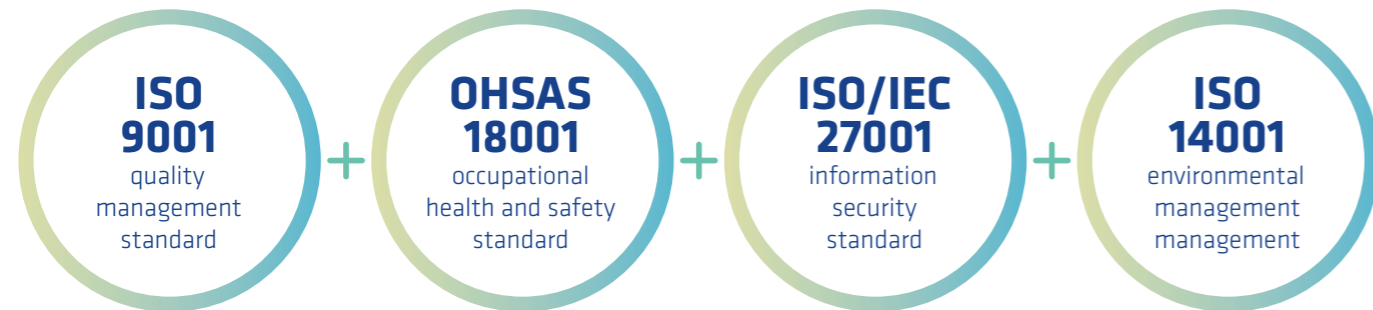 ISO
9001
quality
management
standard
+
OHSAS
18001
occupational
health and safety
standard
+
ISO/IEC
27001
information
security
standard
+
ISO
14001
environmental
management
management